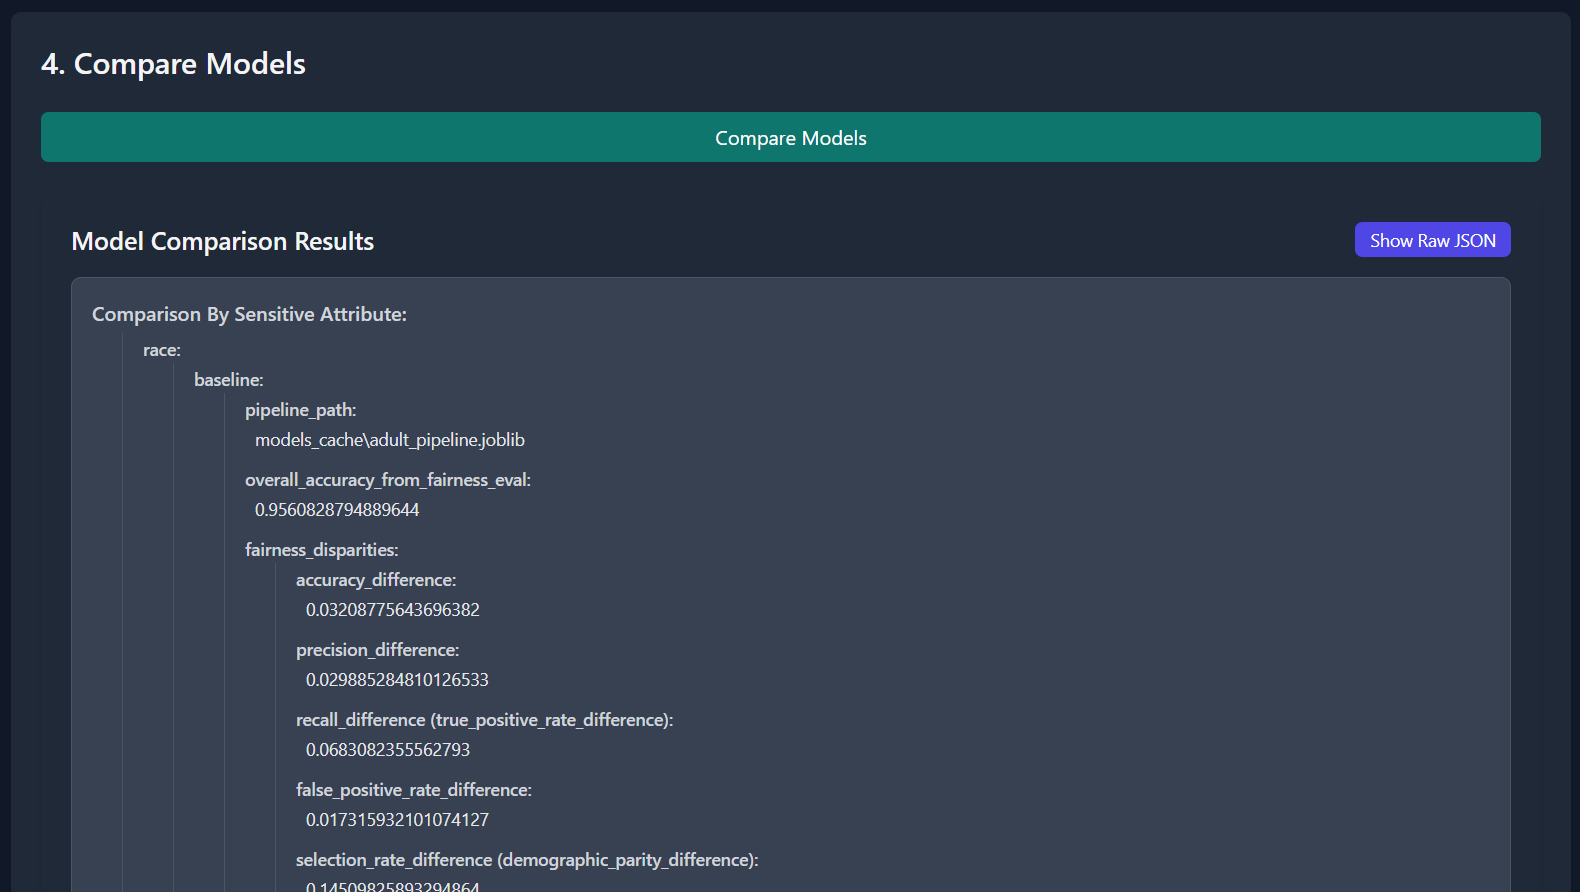 4. Compare Models
Compare Models
Model Comparison Results
Show Raw JSON
Comparison By Sensitive Attribute:
race:
baseline:
pipeline_path:
models_cache\adult_pipeline.joblib
overall_accuracy_from_fairness_eval:
0.9560828794889644
fairness_disparities:
accuracy_difference:
0.03208775643696382
precision_difference:
0.029885284810126533
recall_difference (true_positive_rate_difference):
0.0683082355562793
false_positive_rate_difference:
0.017315932101074127
selection_rate_difference (demographic_parity_difference):
0.14509825893294864